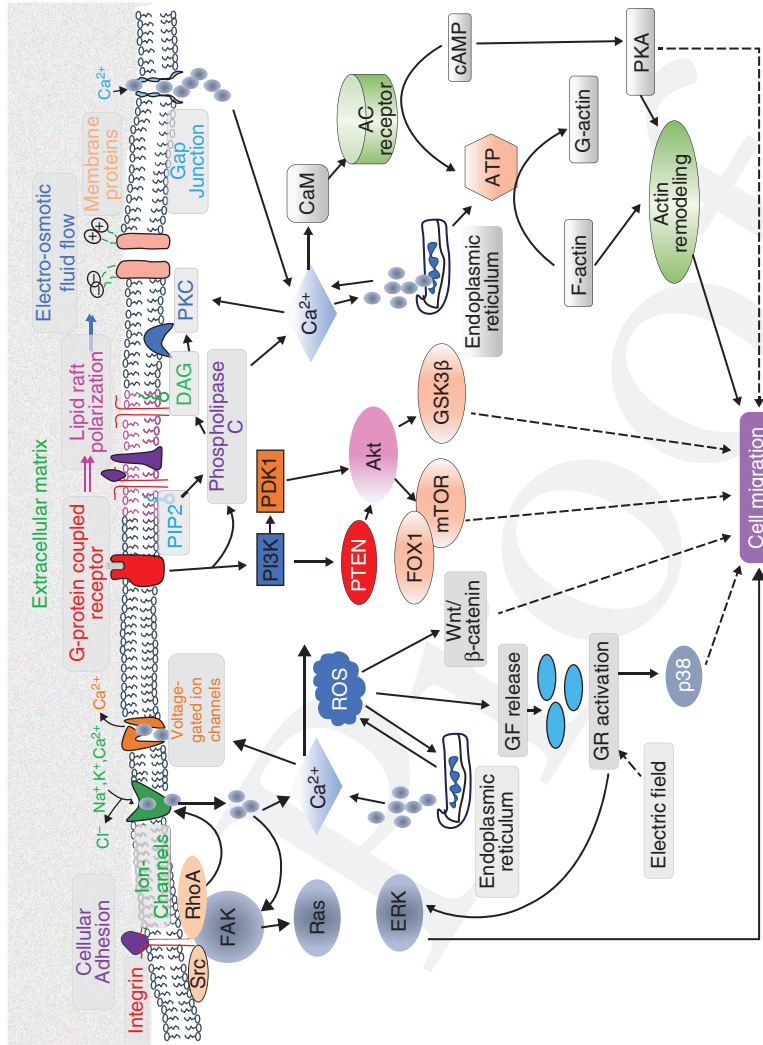 Extracellular matrix
Cellular
Adhesion
Integrin
Cl⁻
Na⁺,K⁺,Ca²⁺
Ca²⁺
Ion-
Channels
Voltage-
gated ion
channels
G-protein coupled
receptor
Lipid raft
polarization
Electro-osmotic
fluid flow
Membrane
proteins
Ca²⁺
Gap
Junction
−
−
+
+
PIP2
DAG
PKC
Phospholipase
C
RhoA
Src
FAK
Ras
ERK
Ca²⁺
ROS
Endoplasmic
reticulum
Wnt/
β-catenin
GF release
GR activation
Electric field
p38
PI3K
PDK1
PTEN
Akt
FOX1
mTOR
GSK3β
Ca²⁺
CaM
AC
receptor
Endoplasmic
reticulum
ATP
cAMP
F-actin
G-actin
PKA
Actin
remodeling
Cell migration
EProof